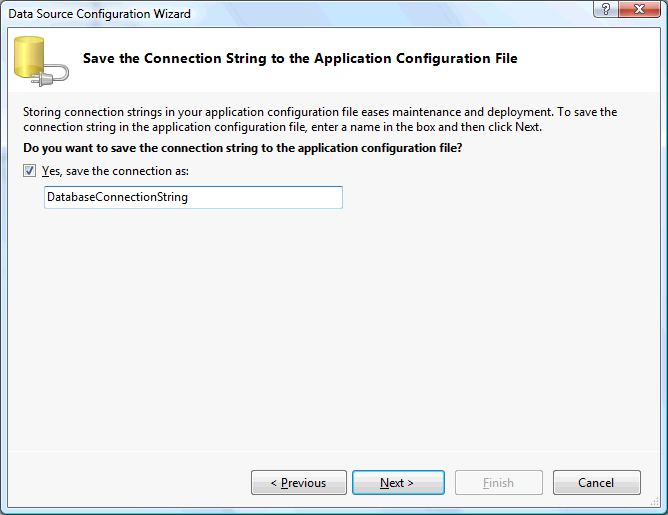 Data Source Configuration Wizard
?
Save the Connection String to the Application Configuration File
Storing connection strings in your application configuration file eases maintenance and deployment. To save the
connection string in the application configuration file, enter a name in the box and then click Next.
Do you want to save the connection string to the application configuration file?
Yes, save the connection as:
DatabaseConnectionString
< Previous
Next >
Finish
Cancel